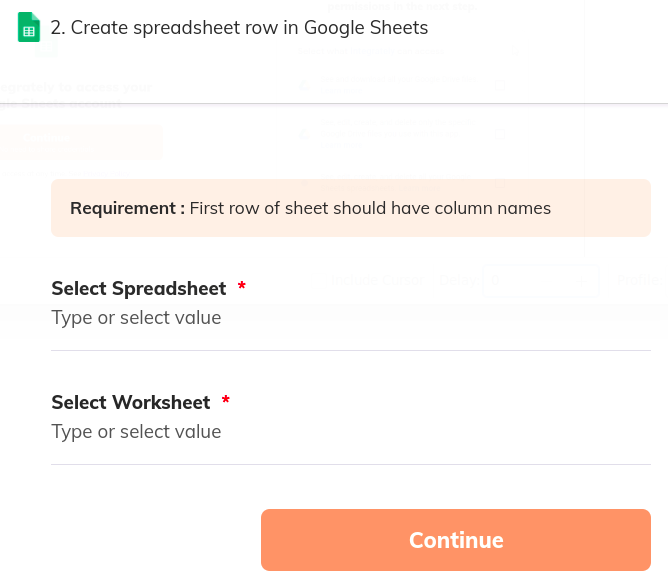 2. Create spreadsheet row in Google Sheets
Requirement : First row of sheet should have column names
Select Spreadsheet *
Type or select value
Select Worksheet *
Type or select value
Continue